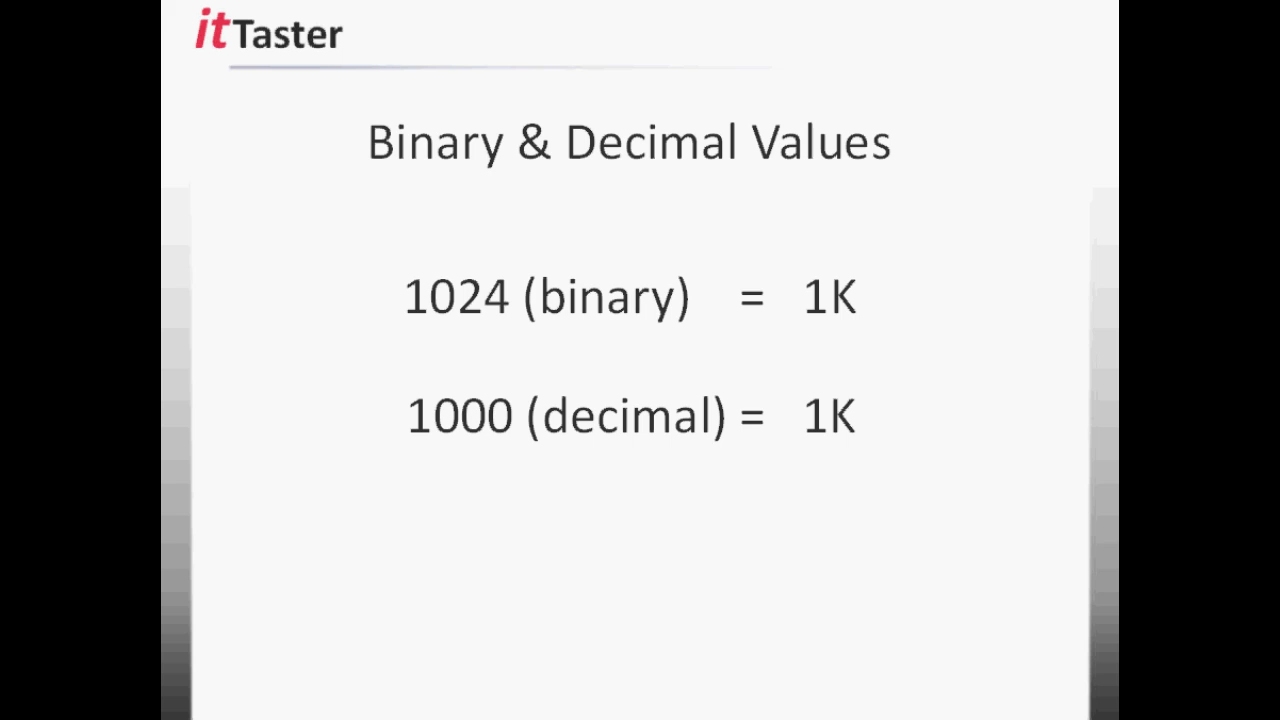 itTaster
Binary & Decimal Values
1024 (binary) = 1K
1000 (decimal) = 1K